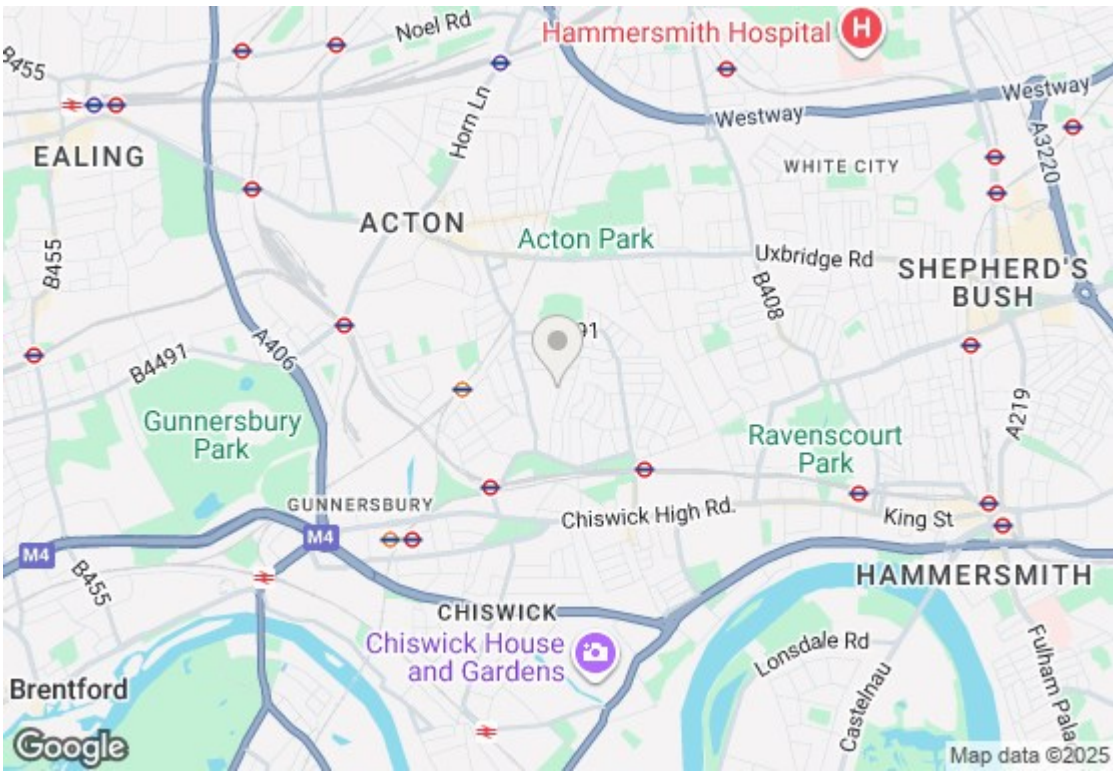 Noel Rd
Hammersmith Hospital
H
B455
Horn Ln
Westway
Westway
EALING
A3220
WHITE CITY
ACTON
Acton Park
Uxbridge Rd
B455
B408
SHEPHERD'S
BUSH
A406
91
B4491
A219
Gunnersbury
Park
Ravenscourt
Park
GUNNERSBURY
Chiswick High Rd.
King St
M4
M4
B455
HAMMERSMITH
CHISWICK
Chiswick House
and Gardens
Lonsdale Rd
Fulham Pala
Brentford
Castelnau
Google
Map data ©2025